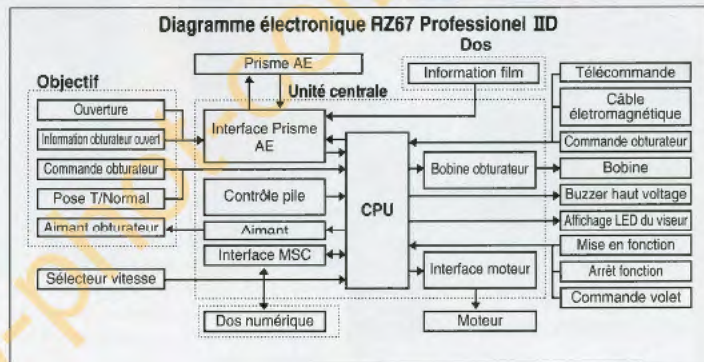 Diagramme électronique RZ67 Professionel IID
Dos
Prisme AE
Information film
Télécommande
Objectif
Unité centrale
Ouverture
Câble
életromagnétique
Interface Prisme
AE
Information obturateur ouvert
Commande obturateur
Commande obturateur
Bobine obturateur
Bobine
Pose T/Normal
Contrôle pile
CPU
Buzzer haut voltage
Aimant obturateur
Aimant
Affichage LED du viseur
Interface MSC
Mise en fonction
Sélecteur vitesse
Interface moteur
Arrêt fonction
Commande volet
Dos numérique
Moteur